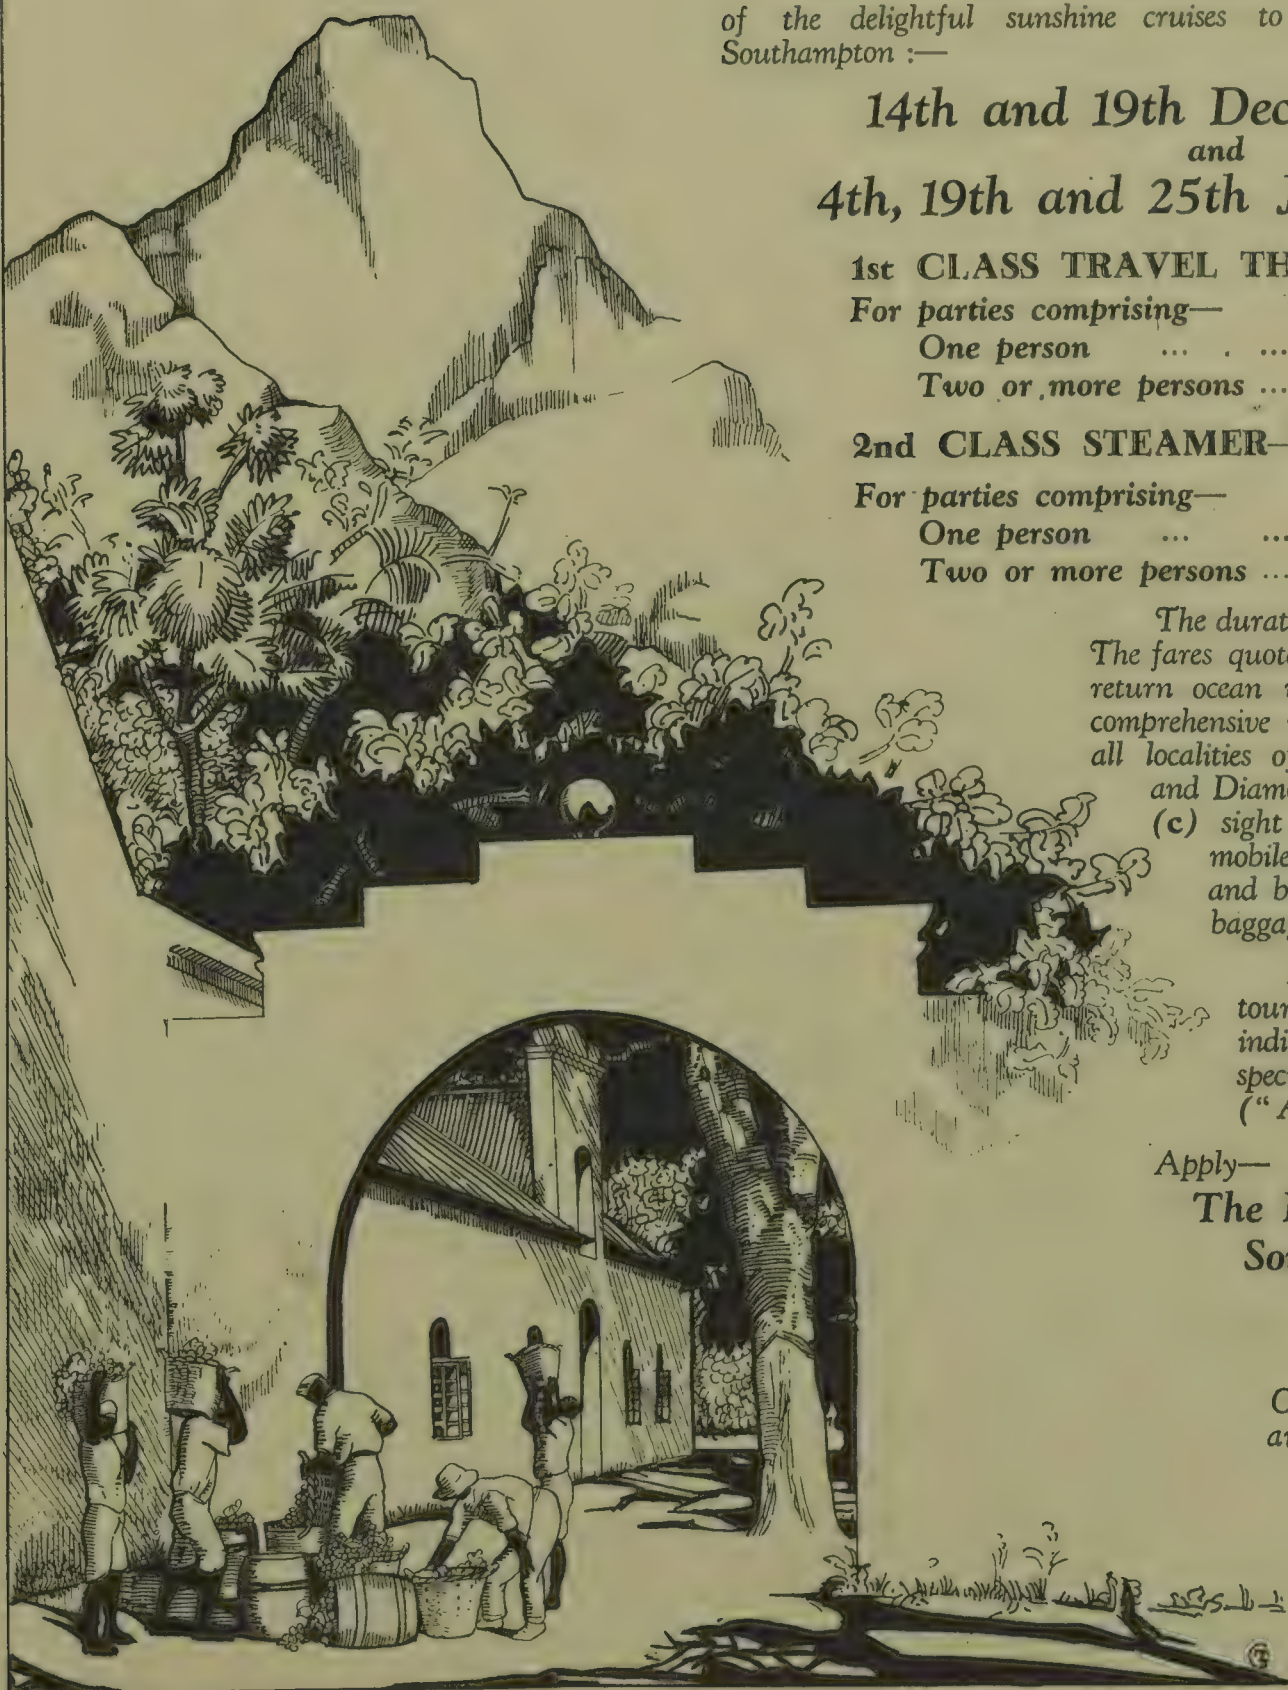 of the delightful sunshine cruises to
Southampton :—
14th and 19th Dec
and
4th, 19th and 25th J
1st CLASS TRAVEL TH
For parties comprising—
One person ... . ...
Two or more persons ...
2nd CLASS STEAMER—
For parties comprising—
One person ... ...
Two or more persons ...
The durat
The fares quote
return ocean
comprehensive
all localities o
and Diam
(c) sight
mobile
and b
bagga
tour
indi
spec
("A
Apply—
The
So
C
a